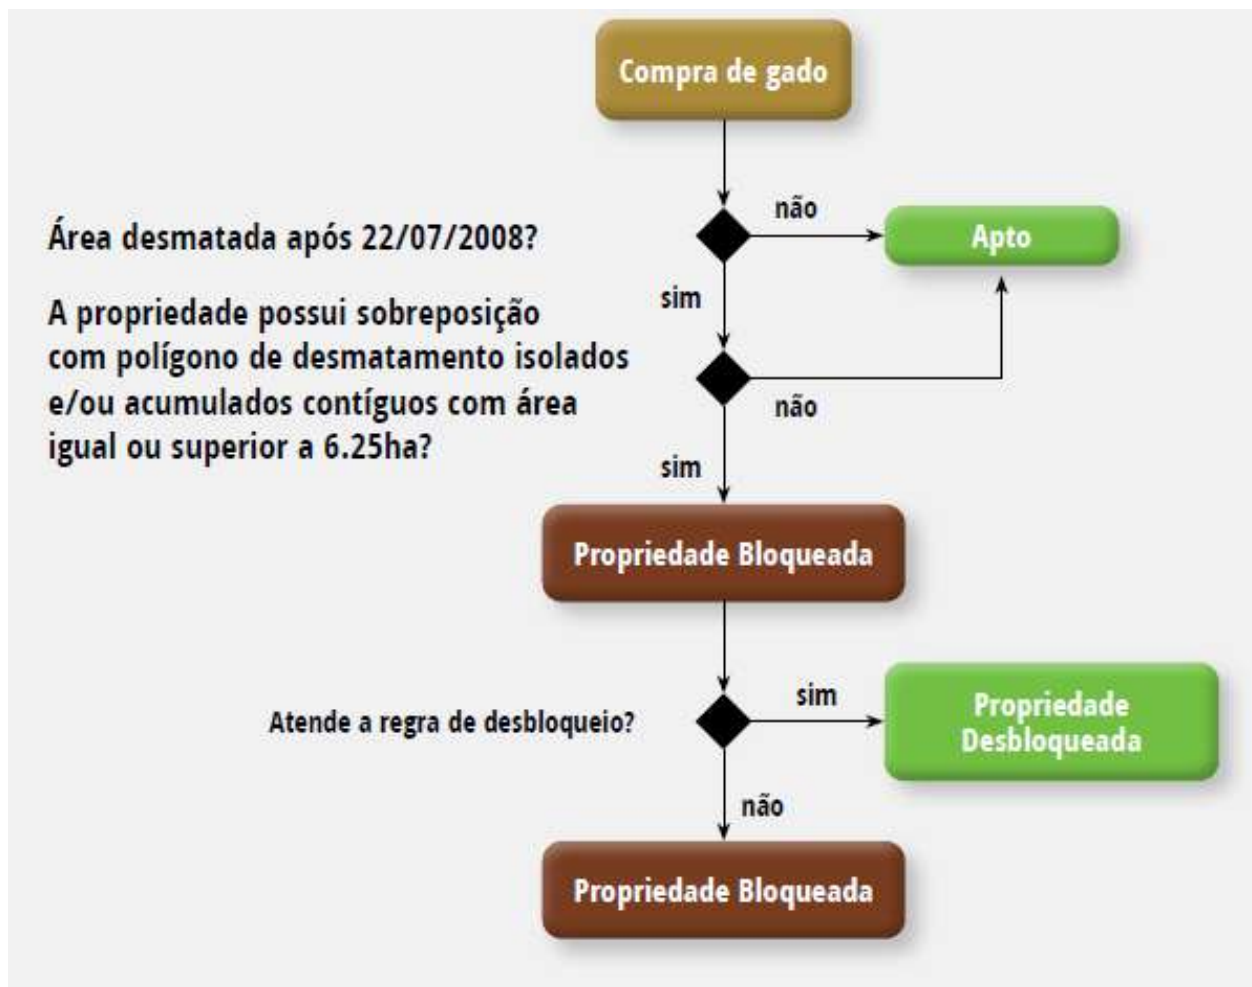 Compra de gado
não
Área desmatada após 22/07/2008?
Apto
sim
A propriedade possui sobreposição
com polígono de desmatamento isolados
e/ou acumulados contíguos com área
igual ou superior a 6.25ha?
não
sim
Propriedade Bloqueada
Atende a regra de desbloqueio?
sim
Propriedade
Desbloqueada
não
Propriedade Bloqueada